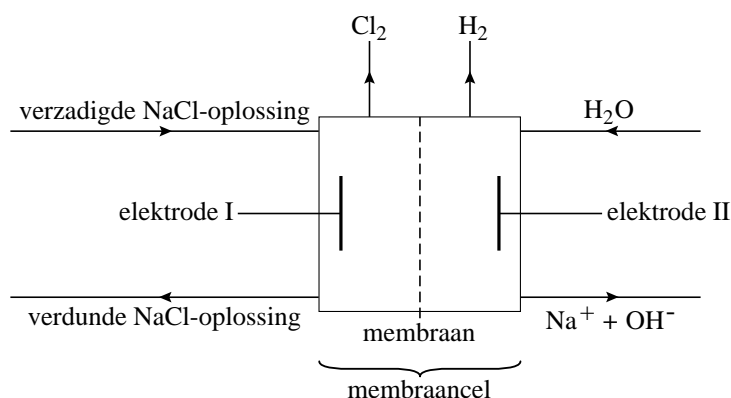 Cl₂
H₂
verzadigde NaCl-oplossing
H₂O
elektrode I
elektrode II
verdunde NaCl-oplossing
Na⁺ + OH⁻
membraan
membraancel